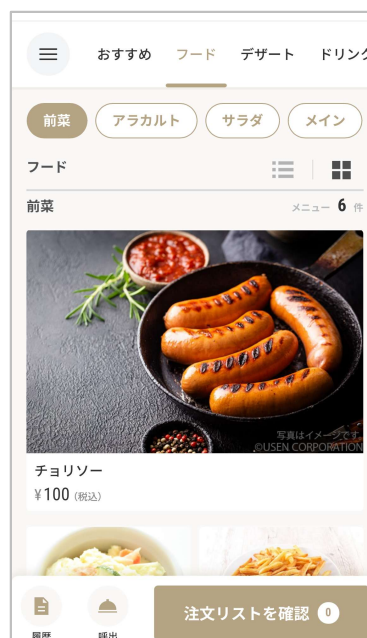 おすすめ フード デザート ドリンク
前菜 アラカルト サラダ メイン
フード
前菜 メニュー 6 件
写真はイメージです。
©USEN CORPORATION
チョリソー
¥100 (税込)
履歴 呼出 注文リストを確認 0